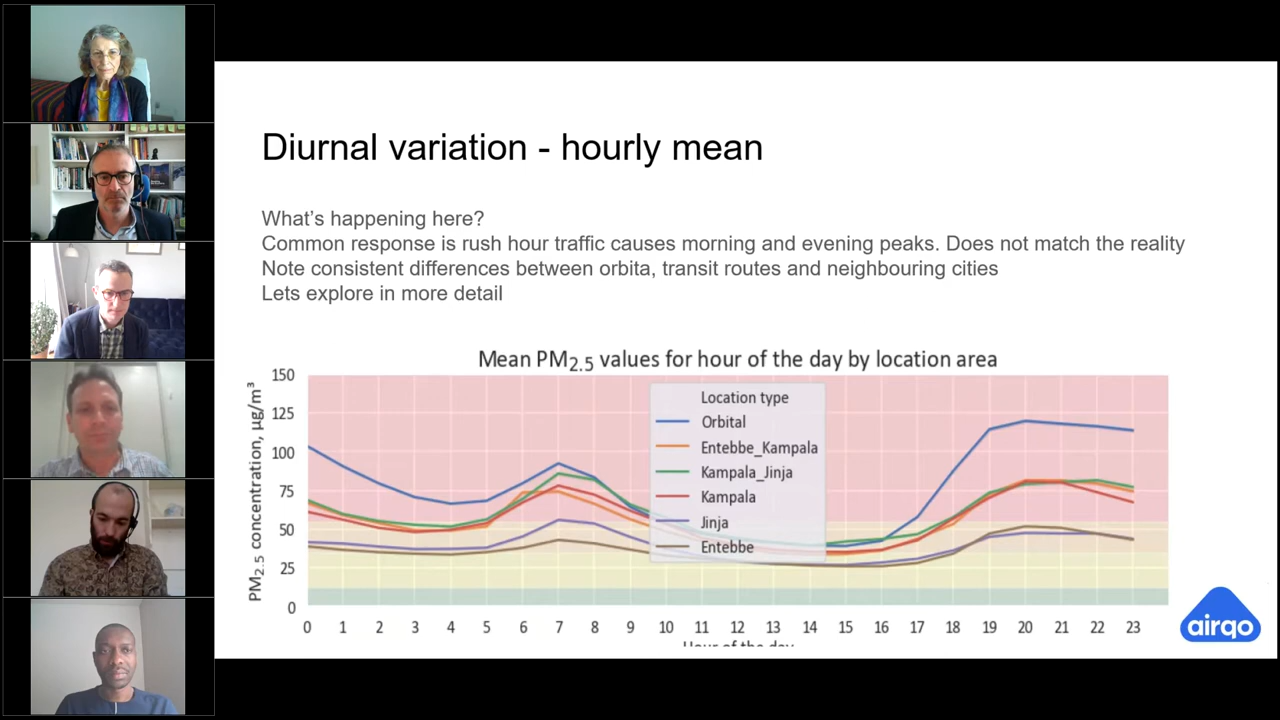 Diurnal variation - hourly mean
What's happening here?
Common response is rush hour traffic causes morning and evening peaks. Does not match the reality
Note consistent differences between orbita, transit routes and neighbouring cities
Lets explore in more detail
Mean PM2.5 values for hour of the day by location area
PM2.5 concentration, µg/m³
150
125
100
75
50
25
0
Location type
Orbital
Entebbe_Kampala
Kampala_Jinja
Kampala
Jinja
Entebbe
0 1 2 3 4 5 6 7 8 9 10 11 12 13 14 15 16 17 18 19 20 21 22 23
Hour of the day
airqo